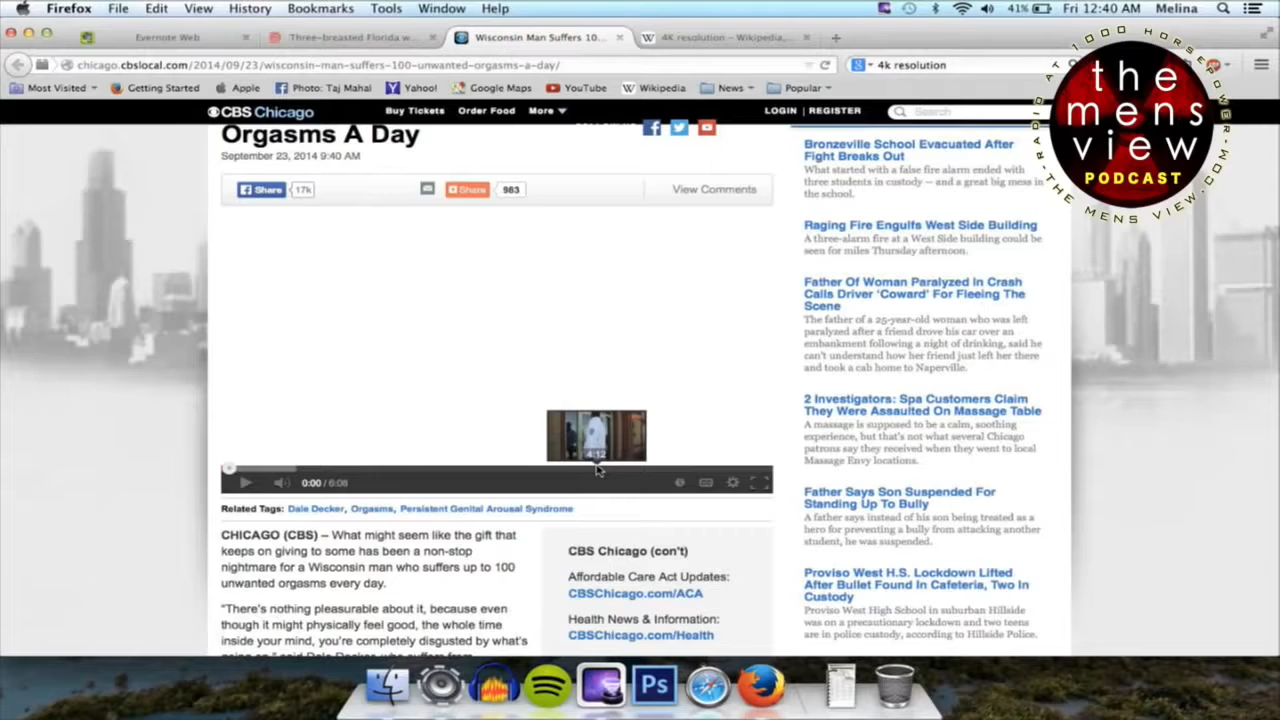 Firefox File Edit View History Bookmarks Tools Window Help 41% Fri 12:40 AM Melina
Evernote Web × Three-breasted Florida w... × Wisconsin Man Suffers 10... × 4K resolution – Wikipedia, × +
chicago.cbslocal.com/2014/09/23/wisconsin-man-suffers-100-unwanted-orgasms-a-day/ 4k resolution
Most Visited Getting Started Apple Photo: Taj Mahal Yahoo! Google Maps YouTube Wikipedia News Popular
RADIO AT 1000 HORSEPOWER - THE MENS VIEW.COM
the
mens
view
PODCAST
CBS Chicago Buy Tickets Order Food More LOGIN | REGISTER Search
Orgasms A Day
September 23, 2014 9:40 AM
Share 17k Share 983 View Comments
4:12
0:00 / 6:08
Related Tags: Dale Decker, Orgasms, Persistent Genital Arousal Syndrome
CHICAGO (CBS) – What might seem like the gift that
keeps on giving to some has been a non-stop
nightmare for a Wisconsin man who suffers up to 100
unwanted orgasms every day.
"There's nothing pleasurable about it, because even
though it might physically feel good, the whole time
inside your mind, you're completely disgusted by what's
CBS Chicago (con't)
Affordable Care Act Updates:
CBSChicago.com/ACA
Health News & Information:
CBSChicago.com/Health
Bronzeville School Evacuated After
Fight Breaks Out
What started with a false fire alarm ended with
three students in custody — and a great big mess in
the school.
Raging Fire Engulfs West Side Building
A three-alarm fire at a West Side building could be
seen for miles Thursday afternoon.
Father Of Woman Paralyzed In Crash
Calls Driver 'Coward' For Fleeing The
Scene
The father of a 25-year-old woman who was left
paralyzed after a friend drove his car over an
embankment following a night of drinking, said he
can't understand how her friend just left her there
and took a cab home to Naperville.
2 Investigators: Spa Customers Claim
They Were Assaulted On Massage Table
A massage is supposed to be a calm, soothing
experience, but that's not what several Chicago
patrons say they received when they went to local
Massage Envy locations.
Father Says Son Suspended For
Standing Up To Bully
A father says instead of his son being treated as a
hero for preventing a bully from attacking another
student, he was suspended.
Proviso West H.S. Lockdown Lifted
After Bullet Found In Cafeteria, Two In
Custody
Proviso West High School in suburban Hillside
was on a precautionary lockdown and two teens
are in police custody, according to Hillside Police.
Ps